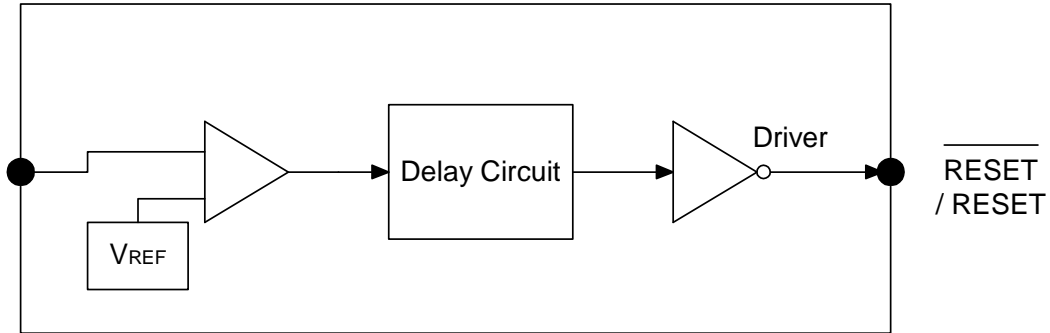 Driver
Delay Circuit
RESET
/ RESET
VREF